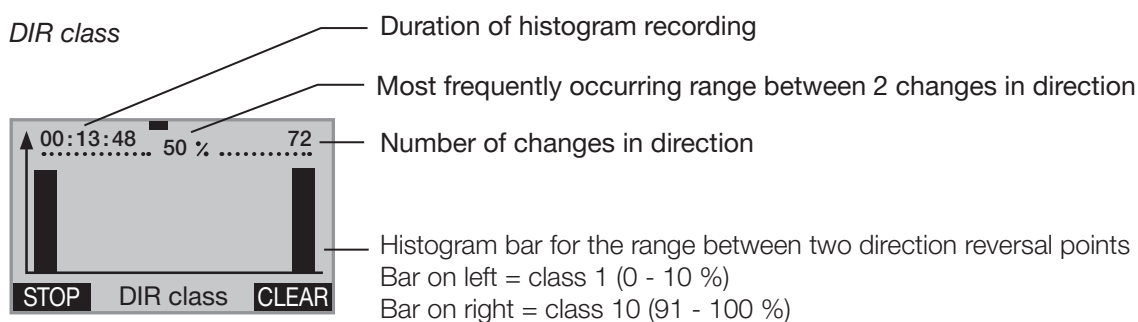 DIR class
Duration of histogram recording
Most frequently occurring range between 2 changes in direction
00:13:48
50 %
72
Number of changes in direction
Histogram bar for the range between two direction reversal points
Bar on left = class 1 (0 - 10 %)
Bar on right = class 10 (91 - 100 %)
STOP DIR class CLEAR